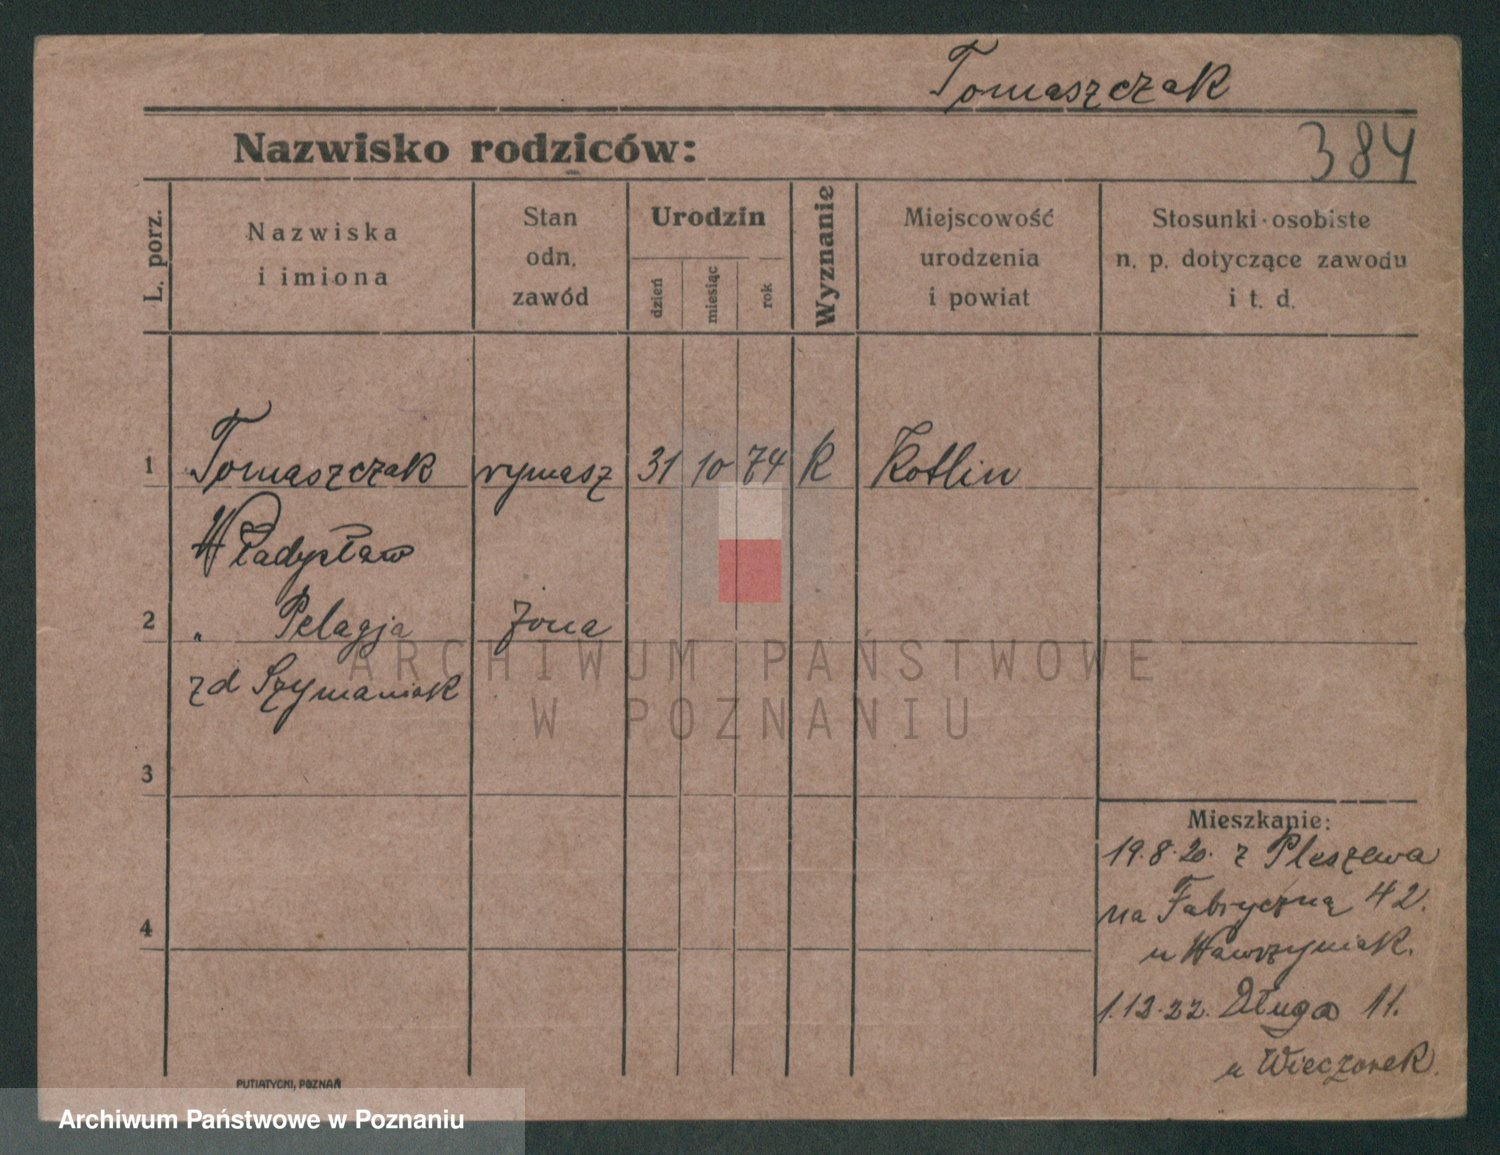 Tomaszczak
Nazwisko rodziców:
384
L. porz.
Nazwiska
i imiona
Stan
odn.
zawód
Urodzin
dzień
miesiąc
rok
Wyznanie
Miejscowość
urodzenia
i powiat
Stosunki osobiste
n. p. dotyczące zawodu
i t. d.
1 Tomaszczak rymasz 31 10 74 K Kotlin
Władysław
2 " Pelagja żona
zd Szymaniak
3
4
Mieszkanie:
19.8.20. z Pleszewa
na Fabryczną 42.
u Wawrzyniak.
1.12.22. Długa 11.
u Wieczorek.
PUTIATYCKI, POZNAŃ
ARCHIWUM PAŃSTWOWE
W POZNANIU
Archiwum Państwowe w Poznaniu